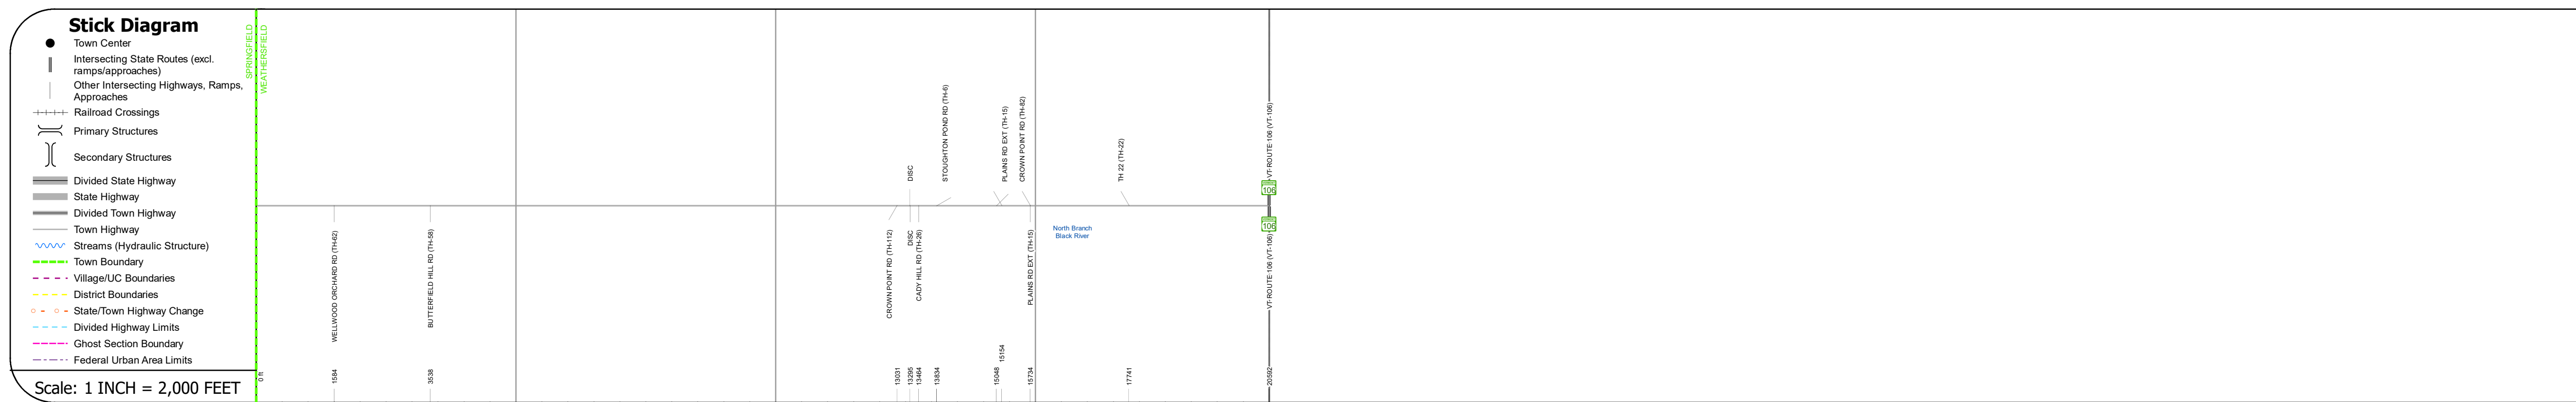 Stick Diagram
Town Center
Intersecting State Routes (excl.
ramps/approaches)
Other Intersecting Highways, Ramps,
Approaches
Railroad Crossings
Primary Structures
Secondary Structures
Divided State Highway
State Highway
Divided Town Highway
Town Highway
Streams (Hydraulic Structure)
Town Boundary
Village/UC Boundaries
District Boundaries
State/Town Highway Change
Divided Highway Limits
Ghost Section Boundary
Federal Urban Area Limits
Scale: 1 INCH = 2,000 FEET
SPRINGFIELD
WEATHERSFIELD
DISC
STOUGHTON POND RD (TH-6)
PLAINS RD EXT (TH-15)
CROWN POINT RD (TH-82)
TH 22 (TH-22)
VT-ROUTE-106 (VT-106)
106
106
WELLWOOD ORCHARD RD (TH-62)
BUTTERFIELD HILL RD (TH-58)
CROWN POINT RD (TH-112)
DISC
CADY HILL RD (TH-26)
PLAINS RD EXT (TH-15)
North Branch
Black River
VT-ROUTE-106 (VT-106)
0 ft
1584
3538
13031
13295
13464
13834
15048
15154
15734
17741
20592